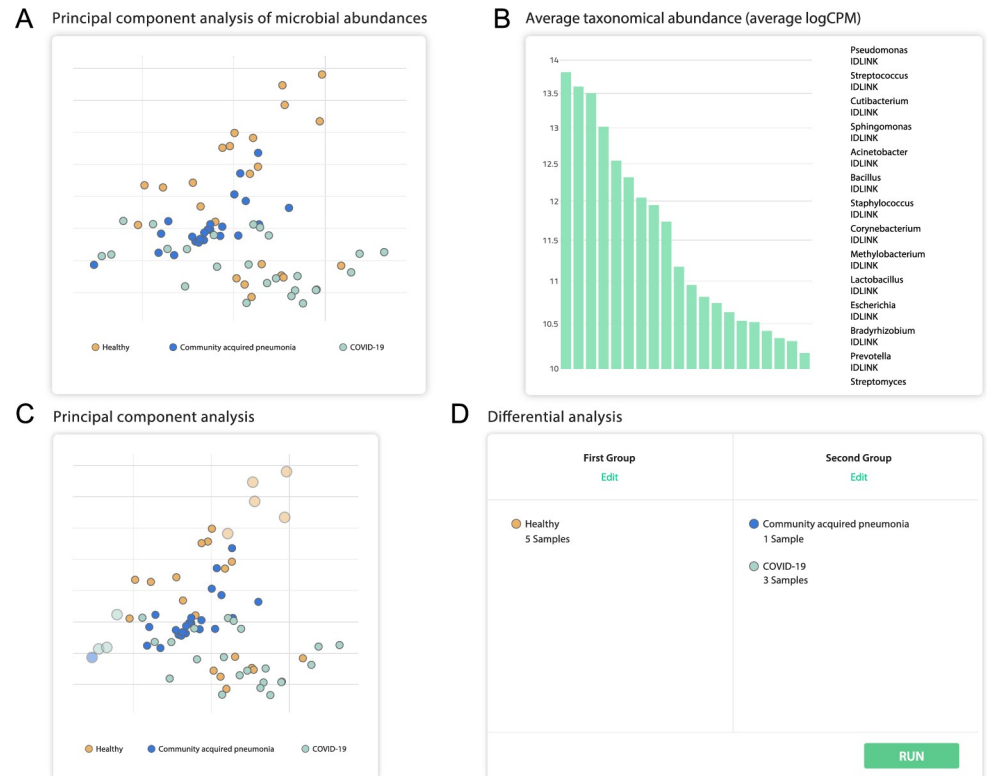 A Principal component analysis of microbial abundances
Healthy
Community acquired pneumonia
COVID-19
B Average taxonomical abundance (average logCPM)
14
13.5
13
12.5
12
11.5
11
10.5
10
Pseudomonas
IDLINK
Streptococcus
IDLINK
Cutibacterium
IDLINK
Sphingomonas
IDLINK
Acinetobacter
IDLINK
Bacillus
IDLINK
Staphylococcus
IDLINK
Corynebacterium
IDLINK
Methylobacterium
IDLINK
Lactobacillus
IDLINK
Escherichia
IDLINK
Bradyrhizobium
IDLINK
Prevotella
IDLINK
Streptomyces
C Principal component analysis
Healthy
Community acquired pneumonia
COVID-19
D Differential analysis
First Group
Edit
Healthy
5 Samples
Second Group
Edit
Community acquired pneumonia
1 Sample
COVID-19
3 Samples
RUN